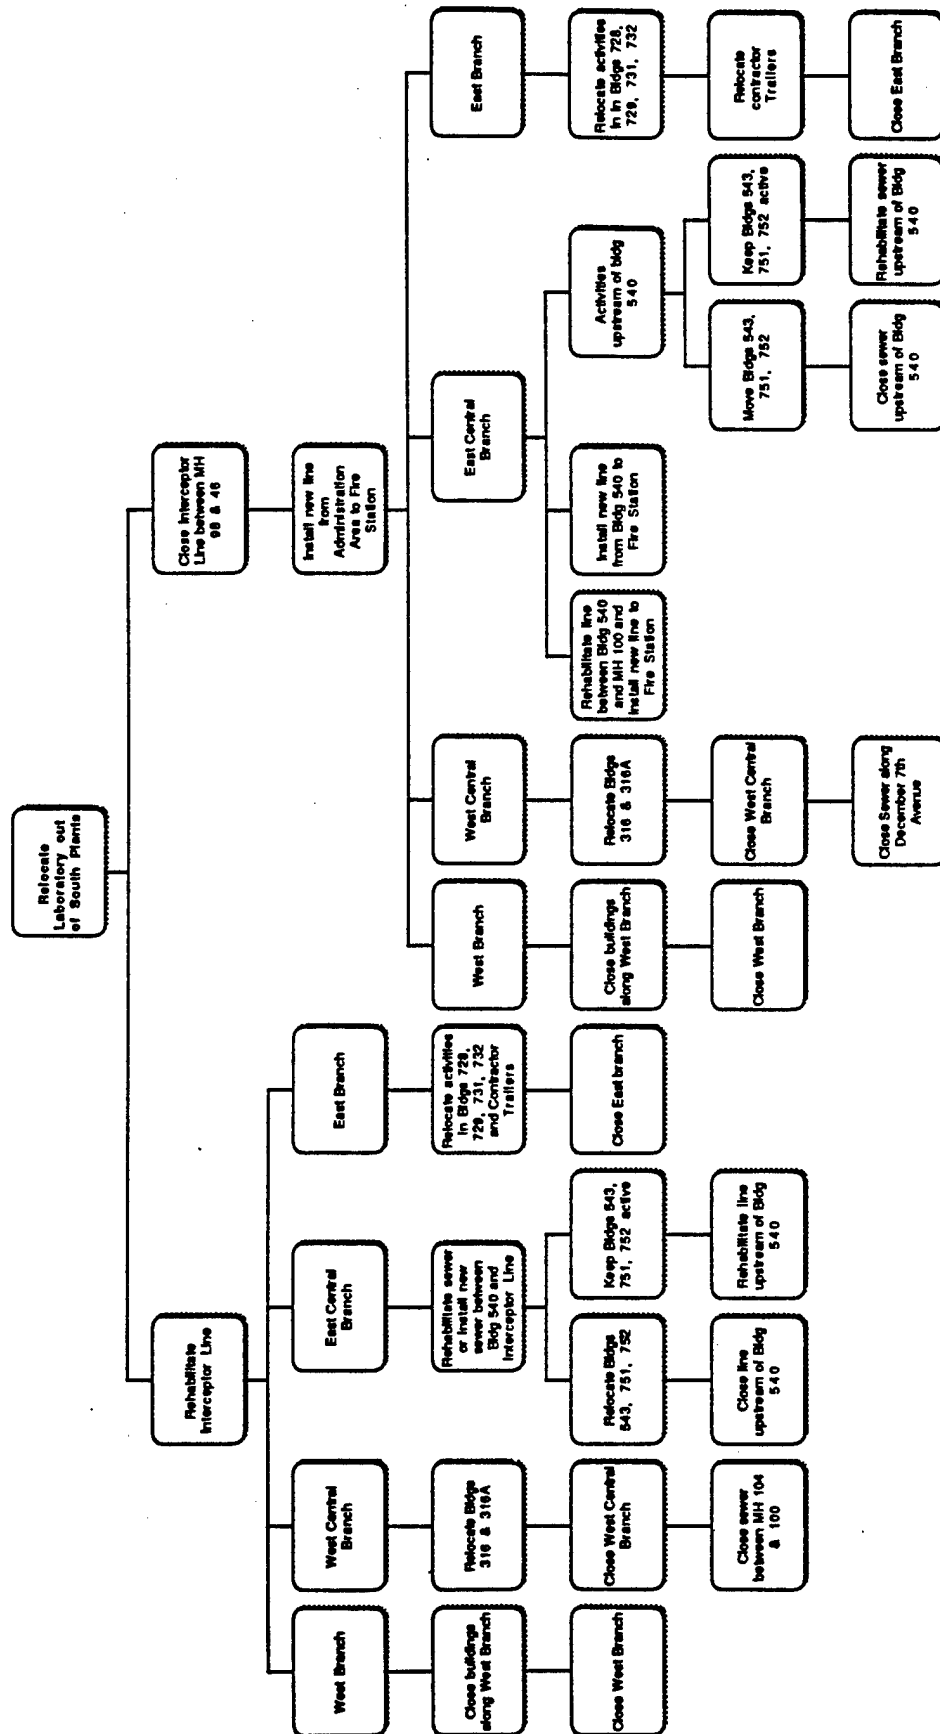 Relocate
Laboratory out
of South Plants
Rehabilitate
Interceptor Line
Close Interceptor
Line between MH
98 & 46
West Branch
West Central
Branch
East Central
Branch
East Branch
Install new line
from
Administration
Area to Fire
Station
Close buildings
along West Branch
Relocate Bldgs
316 & 316A
Rehabilitate sewer
or Install new
sewer between
Bldg 540 and
Interceptor Line
Relocate activities
in Bldgs 728,
729, 731, 732
and Contractor
Trailers
West Branch
West Central
Branch
East Central
Branch
East Branch
Close West Branch
Close West Central
Branch
Relocate Bldgs
543, 751, 752
Keep Bldgs 543,
751, 752 active
Close East branch
Close buildings
along West Branch
Relocate Bldgs
316 & 316A
Rehabilitate line
between Bldg 540
and MH 100 and
install new line to
Fire Station
Install new line
from Bldg 540 to
Fire Station
Activities
upstream of bldg
540
Relocate activities
in in Bldgs 728,
729, 731, 732
Close sewer
between MH 104
& 100
Close line
upstream of Bldg
540
Rehabilitate line
upstream of Bldg
540
Close West Branch
Close West Central
Branch
Move Bldgs 543,
751, 752
Keep Bldgs 543,
751, 752 active
Relocate
contractor
Trailers
Close Sewer along
December 7th
Avenue
Close sewer
upstream of Bldg
540
Rehabilitate sewer
upstream of Bldg
540
Close East Branch